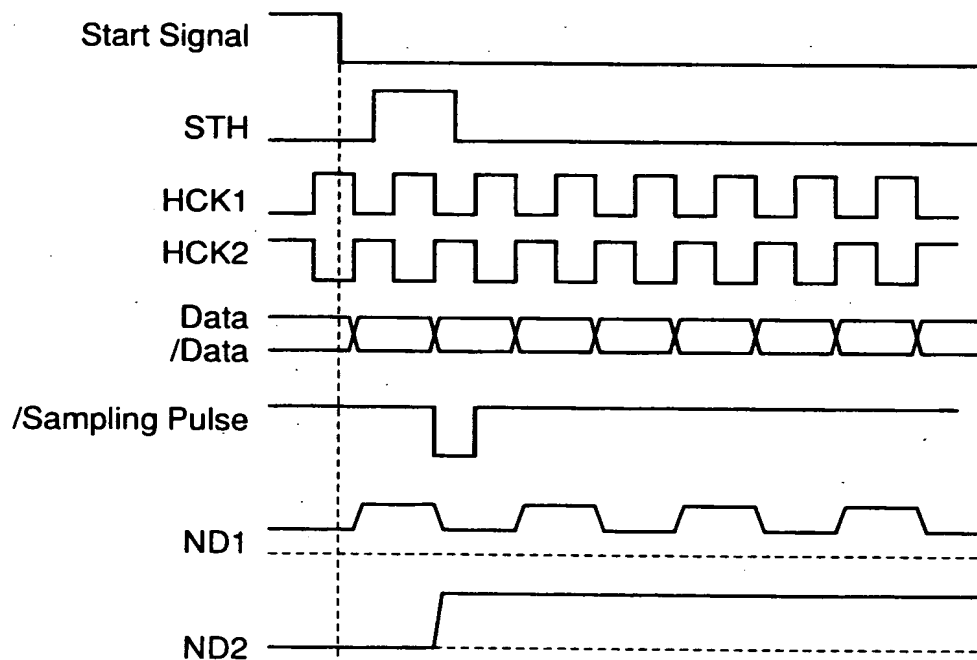 Start Signal
STH
HCK1
HCK2
Data
/Data
/Sampling Pulse
ND1
ND2